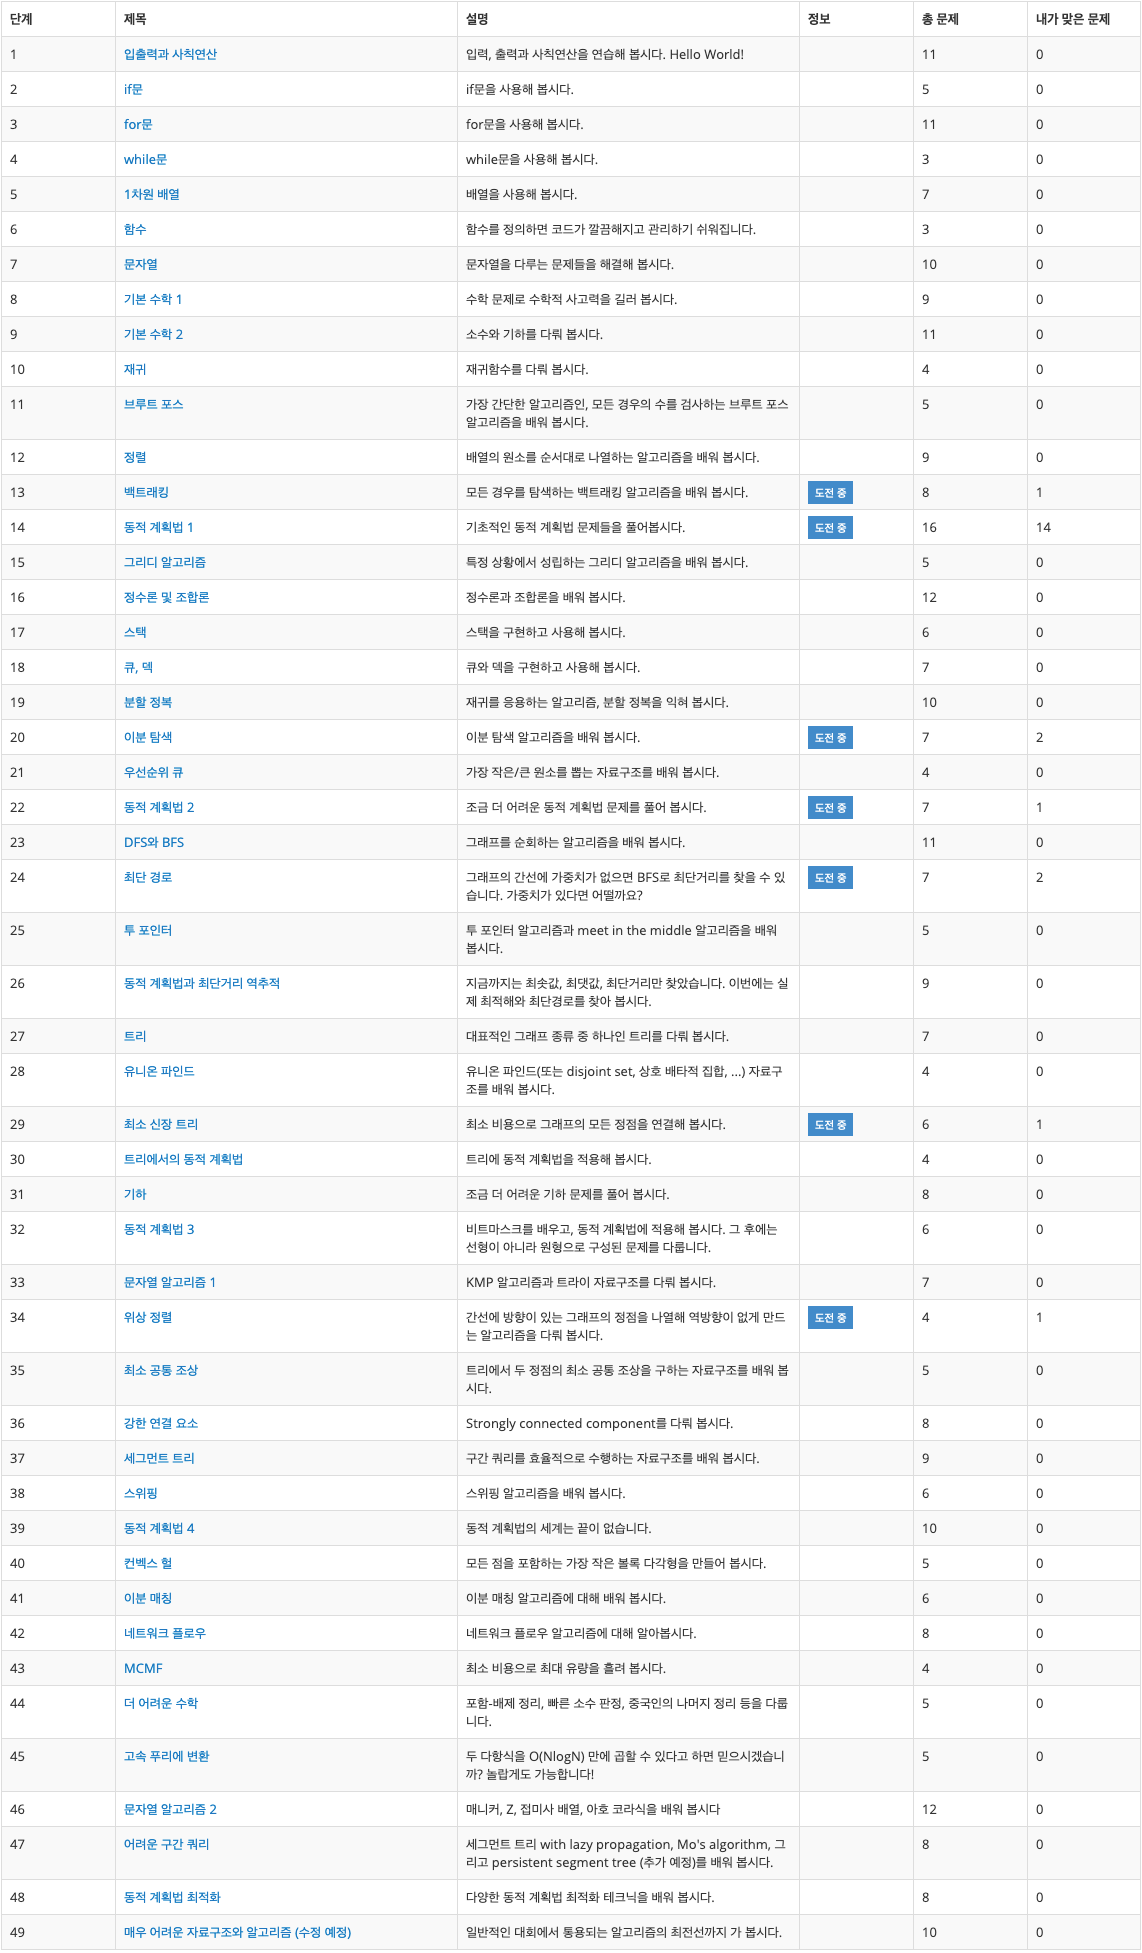 단계 제목 설명 정보 총 문제 내가 맞은 문제
1 입출력과 사칙연산 입력, 출력과 사칙연산을 연습해 봅시다. Hello World! 11 0
2 if문 if문을 사용해 봅시다. 5 0
3 for문 for문을 사용해 봅시다. 11 0
4 while문 while문을 사용해 봅시다. 3 0
5 1차원 배열 배열을 사용해 봅시다. 7 0
6 함수 함수를 정의하면 코드가 깔끔해지고 관리하기 쉬워집니다. 3 0
7 문자열 문자열을 다루는 문제들을 해결해 봅시다. 10 0
8 기본 수학 1 수학 문제로 수학적 사고력을 길러 봅시다. 9 0
9 기본 수학 2 소수와 기하를 다뤄 봅시다. 11 0
10 재귀 재귀함수를 다뤄 봅시다. 4 0
11 브루트 포스 가장 간단한 알고리즘인, 모든 경우의 수를 검사하는 브루트 포스 5 0
알고리즘을 배워 봅시다.
12 정렬 배열의 원소를 순서대로 나열하는 알고리즘을 배워 봅시다. 9 0
13 백트래킹 모든 경우를 탐색하는 백트래킹 알고리즘을 배워 봅시다. 도전 중 8 1
14 동적 계획법 1 기초적인 동적 계획법 문제들을 풀어봅시다. 도전 중 16 14
15 그리디 알고리즘 특정 상황에서 성립하는 그리디 알고리즘을 배워 봅시다. 5 0
16 정수론 및 조합론 정수론과 조합론을 배워 봅시다. 12 0
17 스택 스택을 구현하고 사용해 봅시다. 6 0
18 큐, 덱 큐와 덱을 구현하고 사용해 봅시다. 7 0
19 분할 정복 재귀를 응용하는 알고리즘, 분할 정복을 익혀 봅시다. 10 0
20 이분 탐색 이분 탐색 알고리즘을 배워 봅시다. 도전 중 7 2
21 우선순위 큐 가장 작은/큰 원소를 뽑는 자료구조를 배워 봅시다. 4 0
22 동적 계획법 2 조금 더 어려운 동적 계획법 문제를 풀어 봅시다. 도전 중 7 1
23 DFS와 BFS 그래프를 순회하는 알고리즘을 배워 봅시다. 11 0
24 최단 경로 그래프의 간선에 가중치가 없으면 BFS로 최단거리를 찾을 수 있 도전 중 7 2
습니다. 가중치가 있다면 어떨까요?
25 투 포인터 투 포인터 알고리즘과 meet in the middle 알고리즘을 배워 5 0
봅시다.
26 동적 계획법과 최단거리 역추적 지금까지는 최솟값, 최댓값, 최단거리만 찾았습니다. 이번에는 실 9 0
제 최적해와 최단경로를 찾아 봅시다.
27 트리 대표적인 그래프 종류 중 하나인 트리를 다뤄 봅시다. 7 0
28 유니온 파인드 유니온 파인드(또는 disjoint set, 상호 배타적 집합, ...) 자료구 4 0
조를 배워 봅시다.
29 최소 신장 트리 최소 비용으로 그래프의 모든 정점을 연결해 봅시다. 도전 중 6 1
30 트리에서의 동적 계획법 트리에 동적 계획법을 적용해 봅시다. 4 0
31 기하 조금 더 어려운 기하 문제를 풀어 봅시다. 8 0
32 동적 계획법 3 비트마스크를 배우고, 동적 계획법에 적용해 봅시다. 그 후에는 6 0
선형이 아니라 원형으로 구성된 문제를 다룹니다.
33 문자열 알고리즘 1 KMP 알고리즘과 트라이 자료구조를 다뤄 봅시다. 7 0
34 위상 정렬 간선에 방향이 있는 그래프의 정점을 나열해 역방향이 없게 만드 도전 중 4 1
는 알고리즘을 다뤄 봅시다.
35 최소 공통 조상 트리에서 두 정점의 최소 공통 조상을 구하는 자료구조를 배워 봅 5 0
시다.
36 강한 연결 요소 Strongly connected component를 다뤄 봅시다. 8 0
37 세그먼트 트리 구간 쿼리를 효율적으로 수행하는 자료구조를 배워 봅시다. 9 0
38 스위핑 스위핑 알고리즘을 배워 봅시다. 6 0
39 동적 계획법 4 동적 계획법의 세계는 끝이 없습니다. 10 0
40 컨벡스 헐 모든 점을 포함하는 가장 작은 볼록 다각형을 만들어 봅시다. 5 0
41 이분 매칭 이분 매칭 알고리즘에 대해 배워 봅시다. 6 0
42 네트워크 플로우 네트워크 플로우 알고리즘에 대해 알아봅시다. 8 0
43 MCMF 최소 비용으로 최대 유량을 흘려 봅시다. 4 0
44 더 어려운 수학 포함-배제 정리, 빠른 소수 판정, 중국인의 나머지 정리 등을 다룹 5 0
니다.
45 고속 푸리에 변환 두 다항식을 O(NlogN) 만에 곱할 수 있다고 하면 믿으시겠습니 5 0
까? 놀랍게도 가능합니다!
46 문자열 알고리즘 2 매니커, Z, 접미사 배열, 아호 코라식을 배워 봅시다 12 0
47 어려운 구간 쿼리 세그먼트 트리 with lazy propagation, Mo's algorithm, 그 8 0
리고 persistent segment tree (추가 예정)를 배워 봅시다.
48 동적 계획법 최적화 다양한 동적 계획법 최적화 테크닉을 배워 봅시다. 8 0
49 매우 어려운 자료구조와 알고리즘 (수정 예정) 일반적인 대회에서 통용되는 알고리즘의 최전선까지 가 봅시다. 10 0